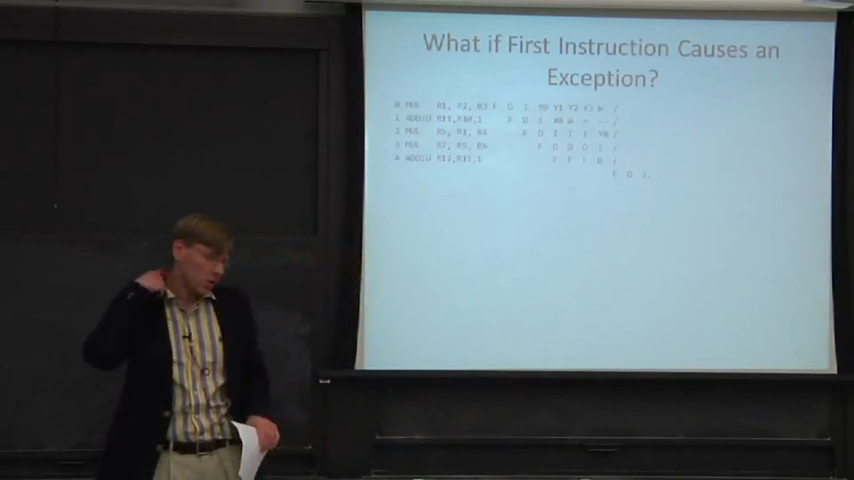 What if First Instruction Causes an
Exception?
0 MUL R1, R2, R3 F D I Y0 Y1 Y2 Y3 W /
1 ADDIU R11,R10,1 F D I X0 W r -- /
2 MUL R5, R1, R4 F D I I I Y0 /
3 MUL R7, R5, R6 F D D D I /
4 ADDIU R12,R11,1 F F F D /
F D I.